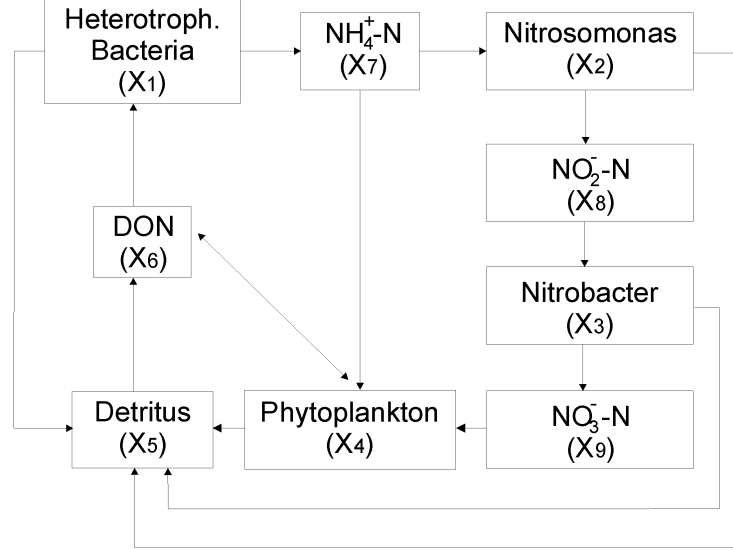 Heterotroph.
Bacteria
(X1)
NH4+-N
(X7)
Nitrosomonas
(X2)
NO2–-N
(X8)
DON
(X6)
Nitrobacter
(X3)
Detritus
(X5)
Phytoplankton
(X4)
NO3–-N
(X9)